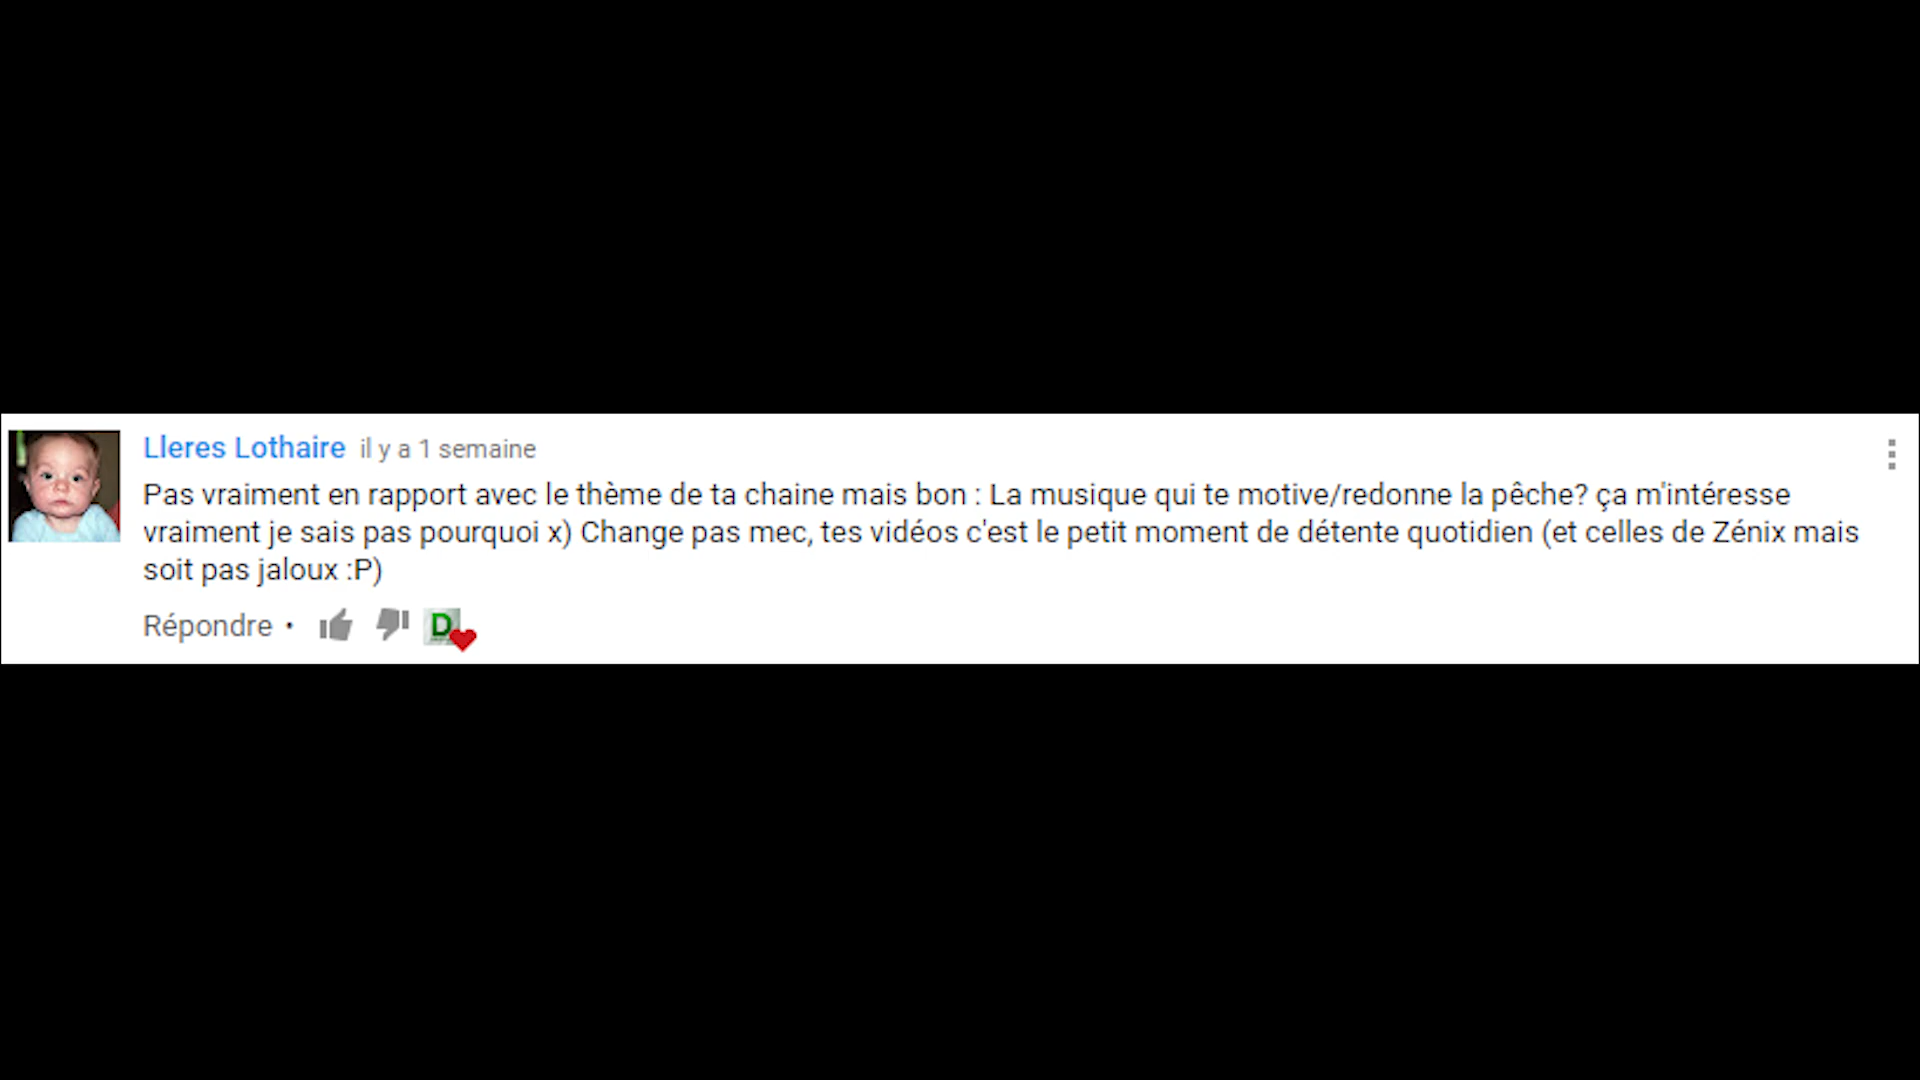 Lleres Lothaire il y a 1 semaine
Pas vraiment en rapport avec le thème de ta chaine mais bon : La musique qui te motive/redonne la pêche? ça m'intéresse
vraiment je sais pas pourquoi x) Change pas mec, tes vidéos c'est le petit moment de détente quotidien (et celles de Zénix mais
soit pas jaloux :P)
Répondre •
D